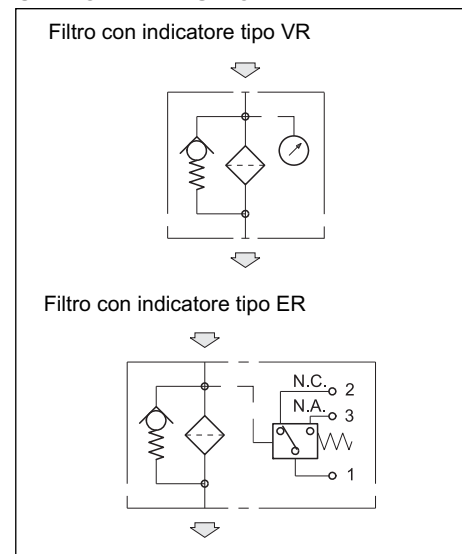 Filtro con indicatore tipo VR
Filtro con indicatore tipo ER
N.C. 2
N.A. 3
1